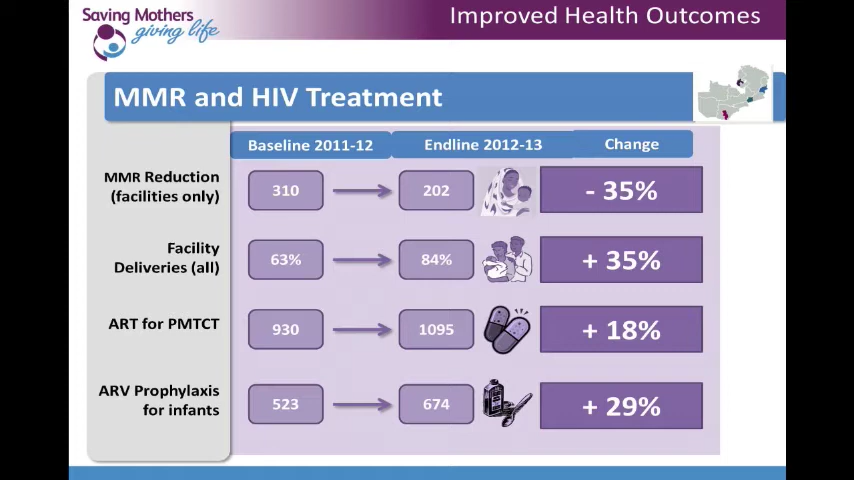 Saving Mothers
giving life
Improved Health Outcomes
MMR and HIV Treatment
Baseline 2011-12 Endline 2012-13 Change
MMR Reduction
(facilities only)
310 202 - 35%
Facility
Deliveries (all)
63% 84% + 35%
ART for PMTCT
930 1095 + 18%
ARV Prophylaxis
for infants
523 674 + 29%